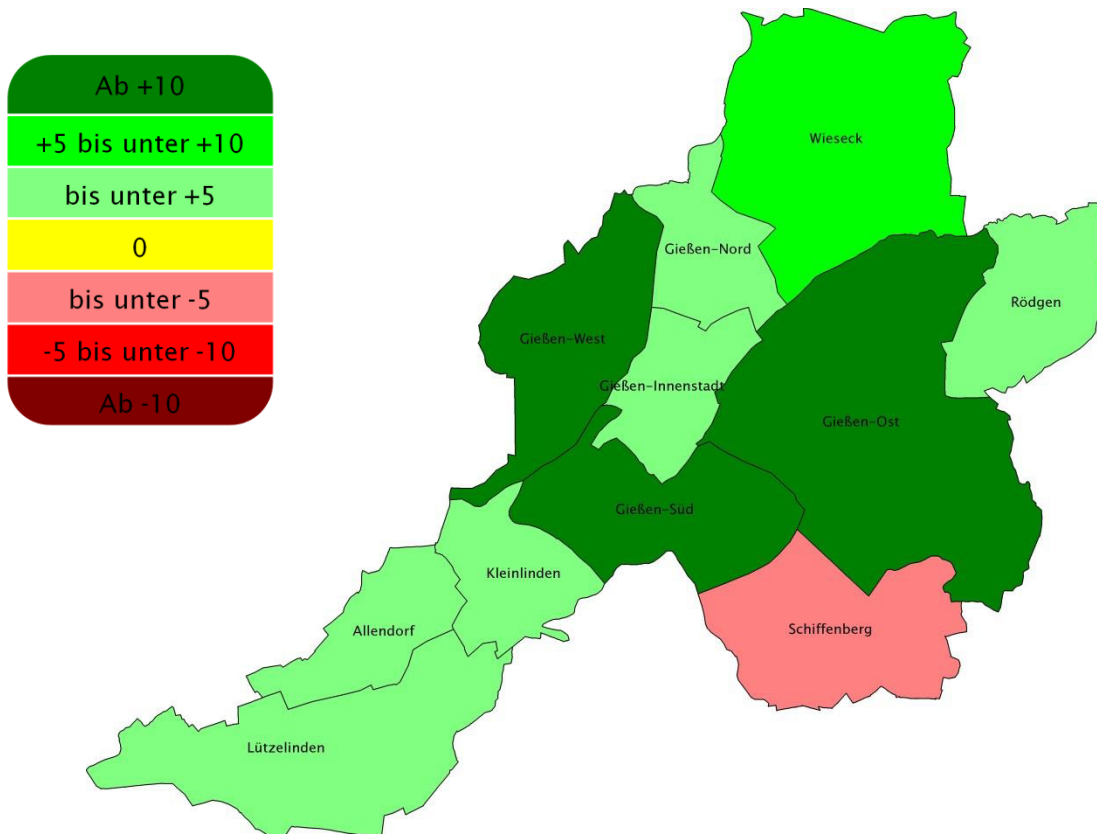 Ab +10
+5 bis unter +10
bis unter +5
0
bis unter -5
-5 bis unter -10
Ab -10
Wieseck
Gießen-Nord
Rödgen
Gießen-West
Gießen-Innenstadt
Gießen-Ost
Gießen-Süd
Kleinlinden
Allendorf
Schiffenberg
Lützelinden